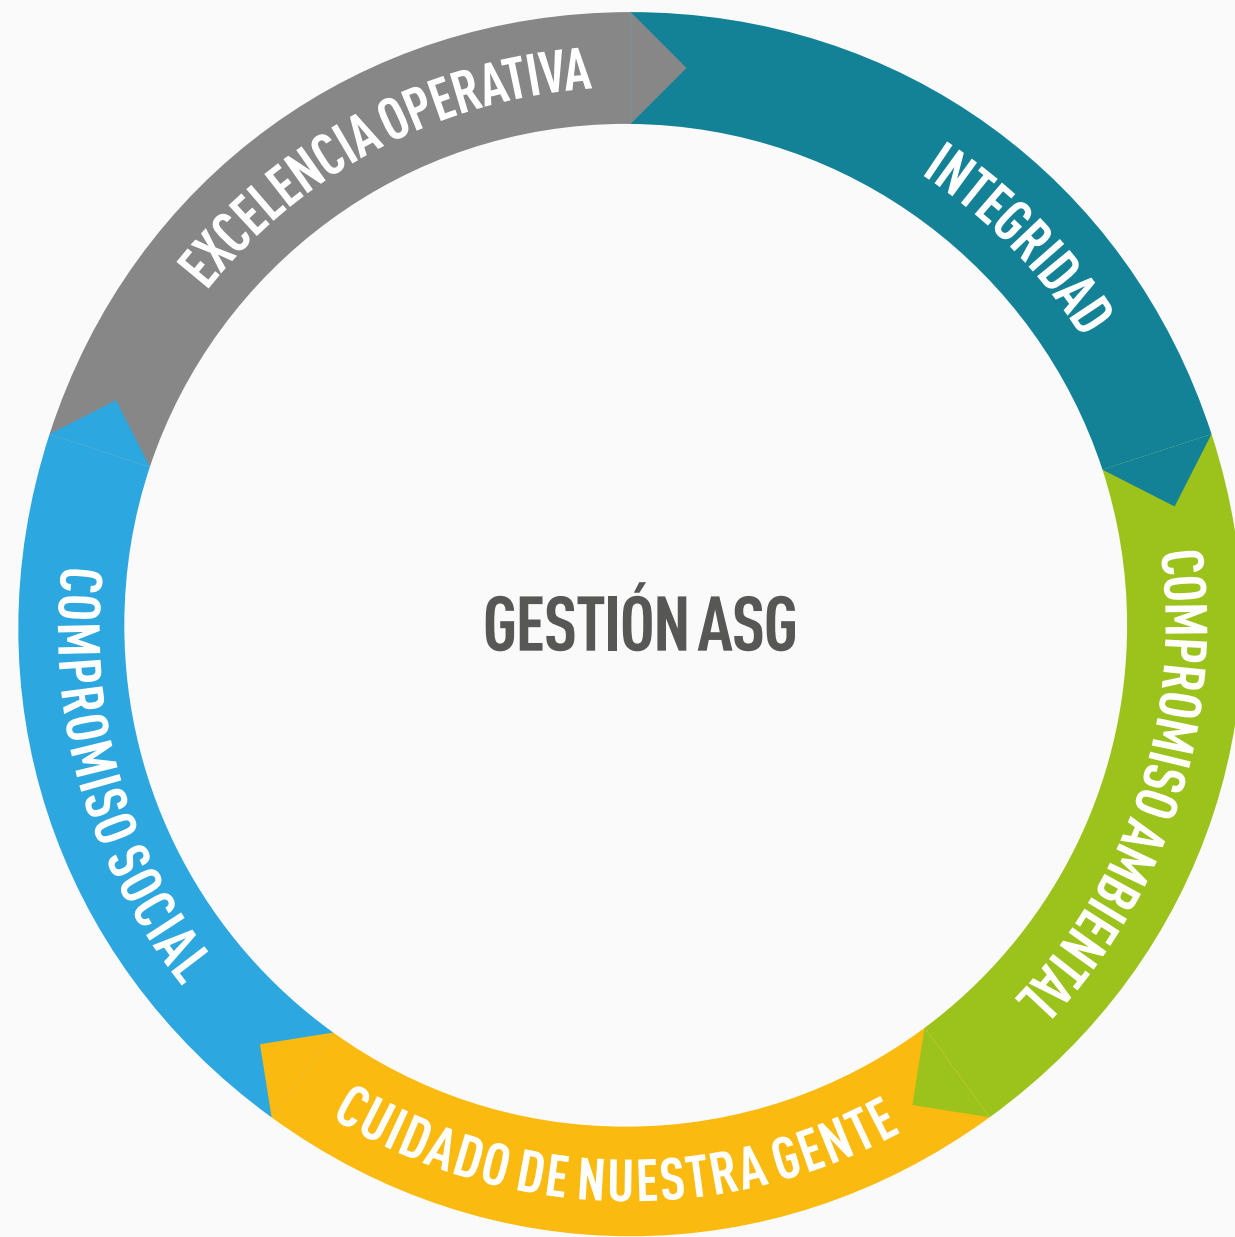 EXCELENCIA OPERATIVA
INTEGRIDAD
COMPROMISO AMBIENTAL
CUIDADO DE NUESTRA GENTE
COMPROMISO SOCIAL
GESTIÓN ASG